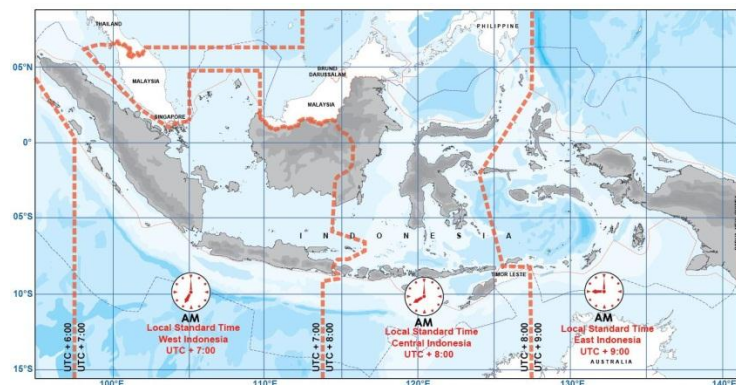 THAILAND
PHILIPPINE
05°N
BRUNEI
DARUSSALAM
MALAYSIA
MALAYSIA
SINGAPORE
0°
05°S
I N D O N E S I A
TIMOR LESTE
10°S
AM
Local Standard Time
West Indonesia
UTC + 7:00
AM
Local Standard Time
Central Indonesia
UTC + 8:00
AM
Local Standard Time
East Indonesia
UTC + 9:00
UTC + 6:00
UTC + 7:00
UTC + 7:00
UTC + 8:00
UTC + 8:00
UTC + 9:00
AUSTRALIA
15°S
100°E
110°E
120°E
130°E
140°E